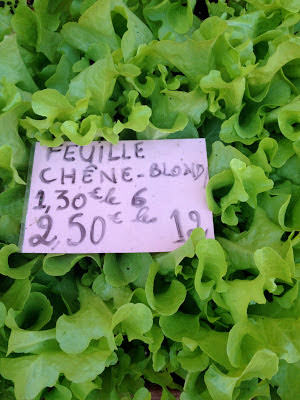 FEUILLE
CHÊNE-BLOND
1,30€ le 6
2,50€ le 12